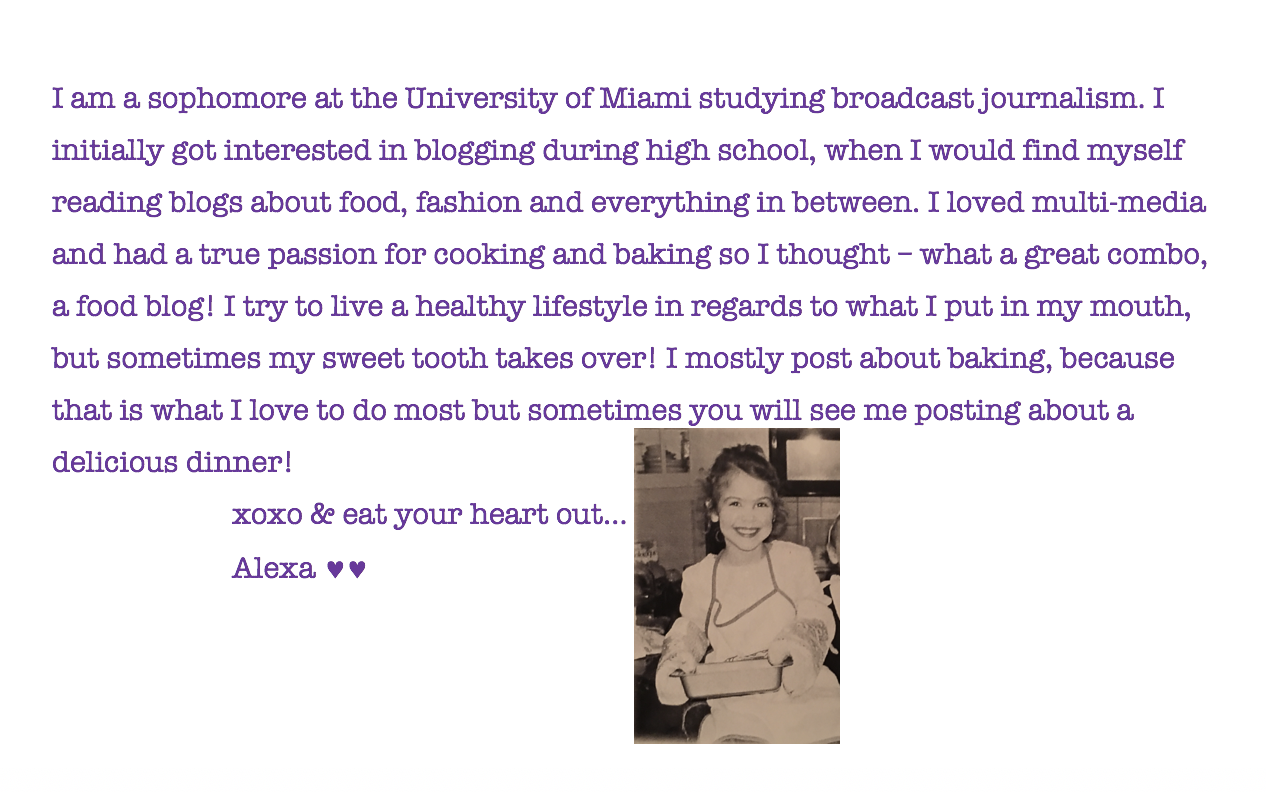 I am a sophomore at the University of Miami studying broadcast journalism. I
initially got interested in blogging during high school, when I would find myself
reading blogs about food, fashion and everything in between. I loved multi-media
and had a true passion for cooking and baking so I thought – what a great combo,
a food blog! I try to live a healthy lifestyle in regards to what I put in my mouth,
but sometimes my sweet tooth takes over! I mostly post about baking, because
that is what I love to do most but sometimes you will see me posting about a
delicious dinner!
xoxo & eat your heart out...
Alexa ♥♥